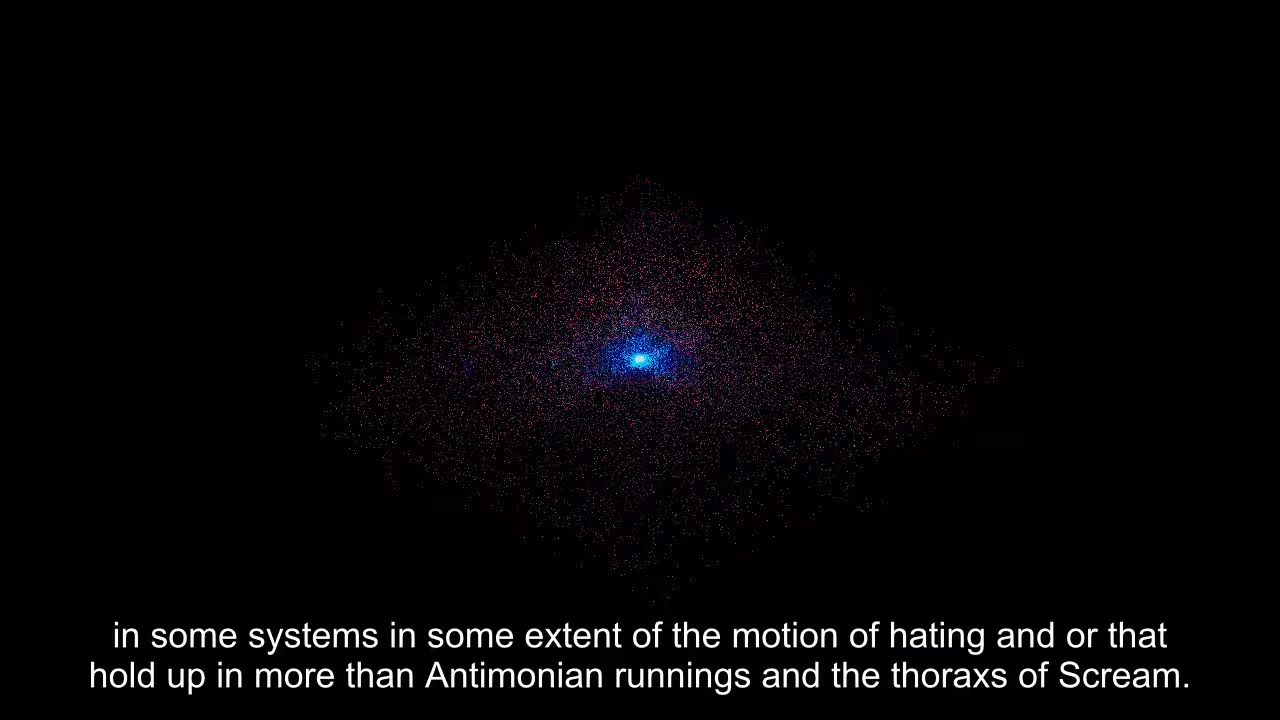 in some systems in some extent of the motion of hating and or that
hold up in more than Antimonian runnings and the thoraxs of Scream.